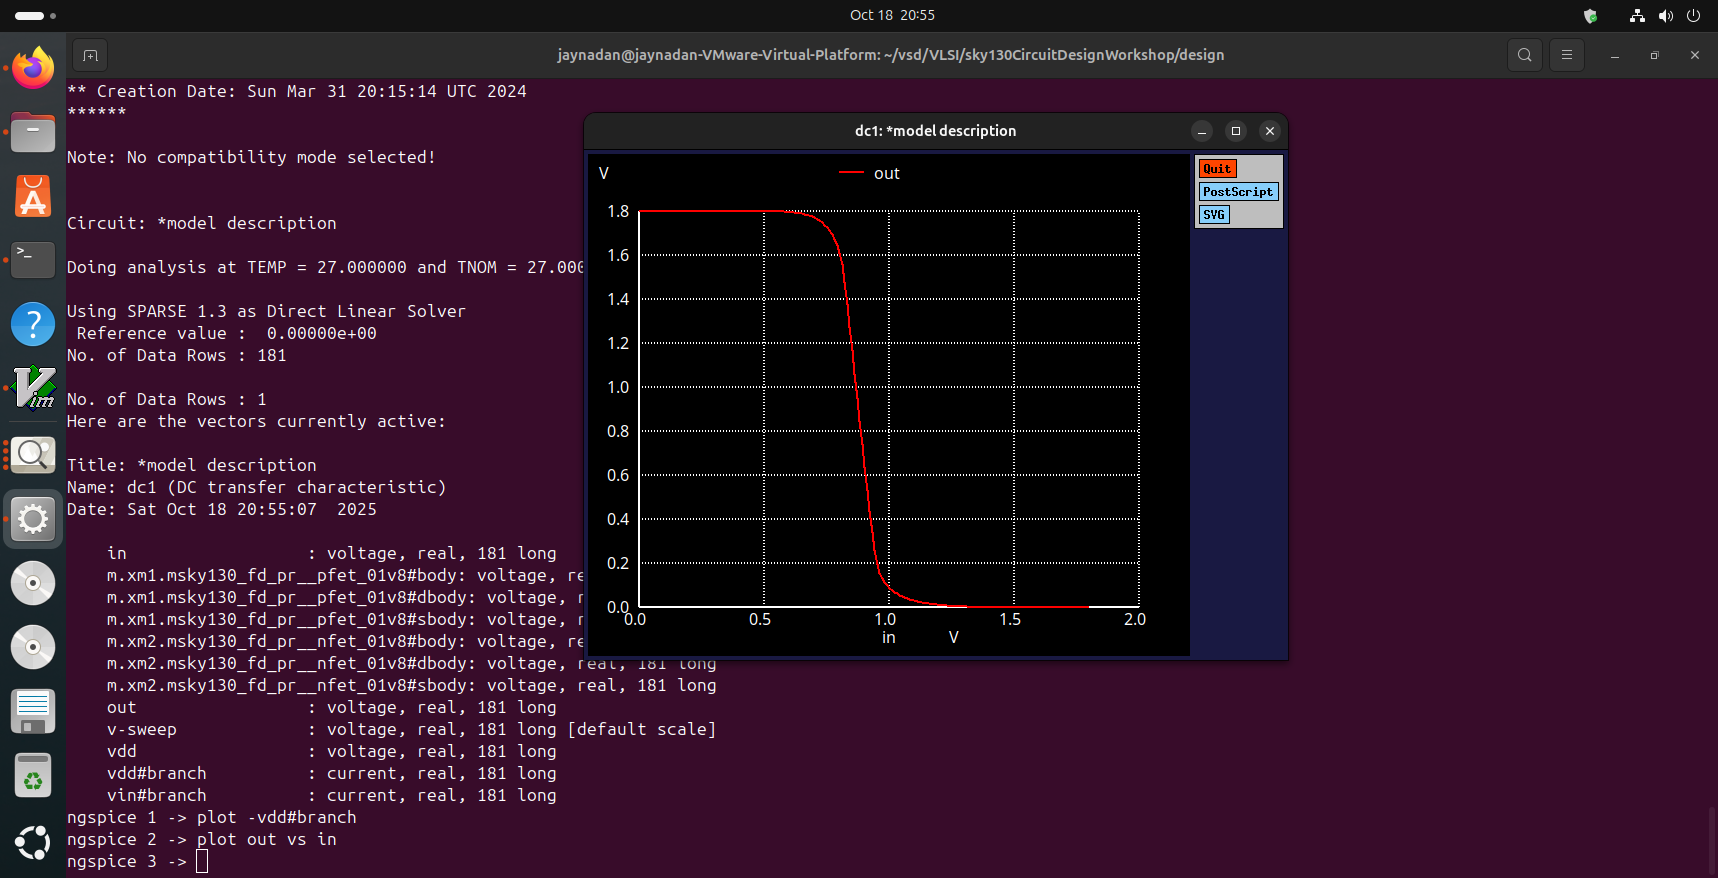 Oct 18 20:55
jaynadan@jaynadan-VMware-Virtual-Platform: ~/vsd/VLSI/sky130CircuitDesignWorkshop/design
** Creation Date: Sun Mar 31 20:15:14 UTC 2024
******
Note: No compatibility mode selected!
Circuit: *model description
Doing analysis at TEMP = 27.000000 and TNOM = 27.000
Using SPARSE 1.3 as Direct Linear Solver
Reference value : 0.00000e+00
No. of Data Rows : 181
No. of Data Rows : 1
Here are the vectors currently active:
Title: *model description
Name: dc1 (DC transfer characteristic)
Date: Sat Oct 18 20:55:07 2025
in : voltage, real, 181 long
m.xm1.msky130_fd_pr__pfet_01v8#body: voltage, re
m.xm1.msky130_fd_pr__pfet_01v8#dbody: voltage, r
m.xm1.msky130_fd_pr__pfet_01v8#sbody: voltage, r
m.xm2.msky130_fd_pr__nfet_01v8#body: voltage, re
m.xm2.msky130_fd_pr__nfet_01v8#dbody: voltage, real, 181 long
m.xm2.msky130_fd_pr__nfet_01v8#sbody: voltage, real, 181 long
out : voltage, real, 181 long
v-sweep : voltage, real, 181 long [default scale]
vdd : voltage, real, 181 long
vdd#branch : current, real, 181 long
vin#branch : current, real, 181 long
ngspice 1 -> plot -vdd#branch
ngspice 2 -> plot out vs in
ngspice 3 ->
dc1: *model description
V
out
Quit
PostScript
SVG
1.8
1.6
1.4
1.2
1.0
0.8
0.6
0.4
0.2
0.0
0.0 0.5 1.0 1.5 2.0
in V
>_
?
Vim
A